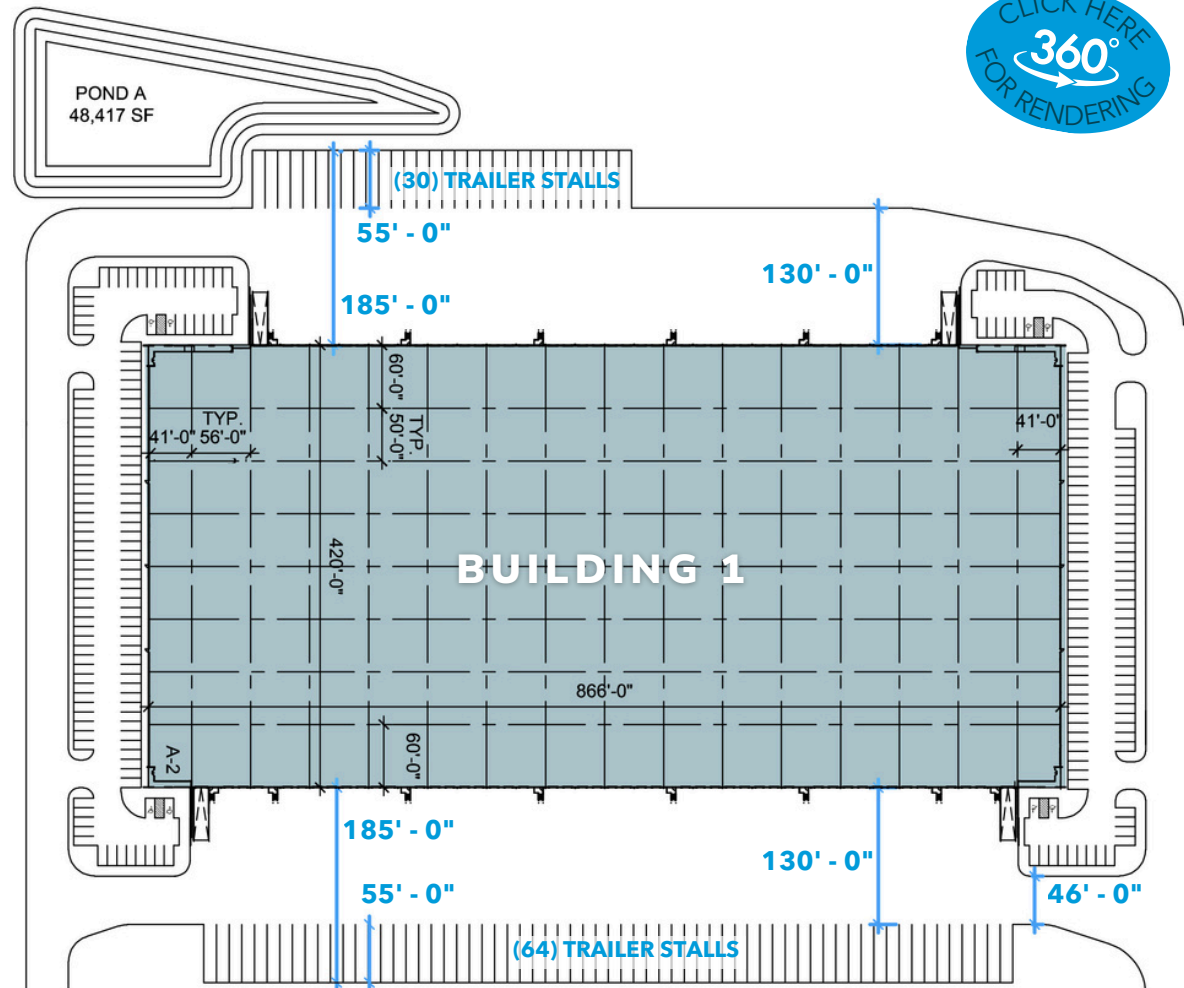 CLICK HERE
360°
FOR RENDERING
POND A
48,417 SF
(30) TRAILER STALLS
55' - 0"
185' - 0"
130' - 0"
60'-0"
TYP.
50'-0"
TYP.
41'-0"
56'-0"
41'-0"
420'-0"
BUILDING 1
866'-0"
60'-0"
A-2
185' - 0"
130' - 0"
55' - 0"
46' - 0"
(64) TRAILER STALLS